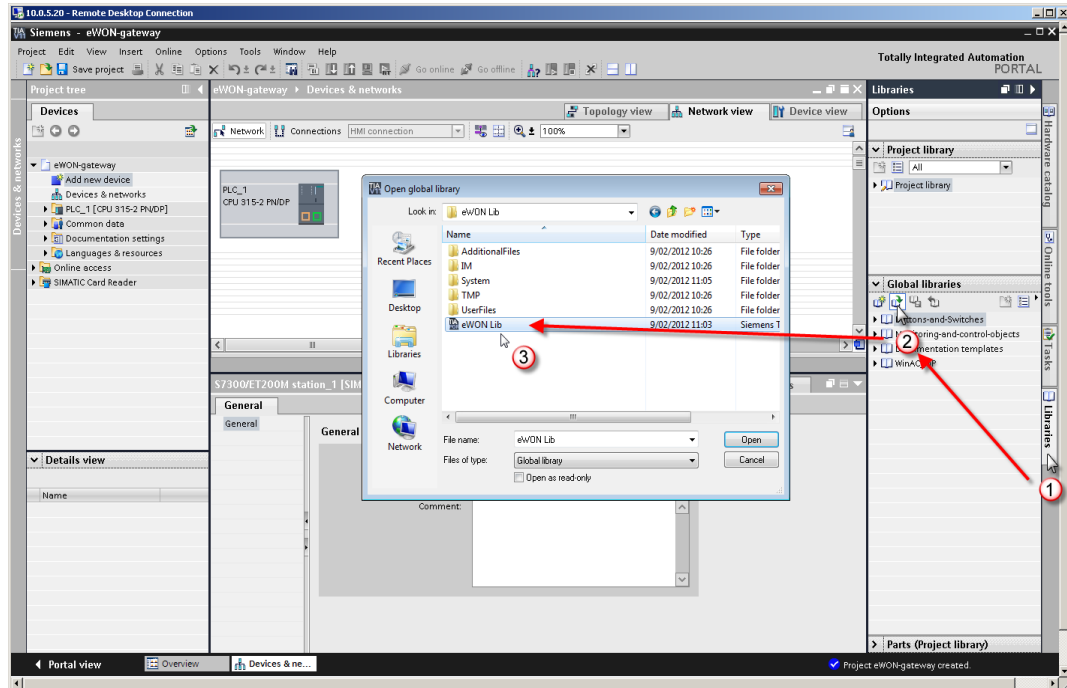 10.0.5.20 - Remote Desktop Connection
Siemens - eWON-gateway
Project Edit View Insert Online Options Tools Window Help
Save project
Go online
Go offline
Totally Integrated Automation
PORTAL
Project tree
eWON-gateway
Devices & networks
Libraries
Devices
Topology view
Network view
Device view
Options
Network
Connections
HMI connection
100%
Devices & networks
eWON-gateway
Add new device
Devices & networks
PLC_1 [CPU 315-2 PN/DP]
Common data
Documentation settings
Languages & resources
Online access
SIMATIC Card Reader
PLC_1
CPU 315-2 PN/DP
Open global library
Look in:
eWON Lib
Recent Places
Desktop
Libraries
Computer
Network
Name Date modified Type
AdditionalFiles 9/02/2012 10:26 File folder
IM 9/02/2012 10:26 File folder
System 9/02/2012 11:05 File folder
TMP 9/02/2012 10:26 File folder
UserFiles 9/02/2012 10:26 File folder
eWON Lib 9/02/2012 11:03 Siemens T
3
File name:
eWON Lib
Open
Files of type:
Global library
Cancel
Open as read-only
Project library
All
Project library
Global libraries
Buttons-and-Switches
Monitoring-and-control-objects
Documentation templates
2
1
Hardware catalog
Online tools
Tasks
Libraries
S7300/ET200M station_1 [SIM
General
General
General
Comment:
Details view
Name
Parts (Project library)
Portal view
Overview
Devices & ne...
Project eWON-gateway created.